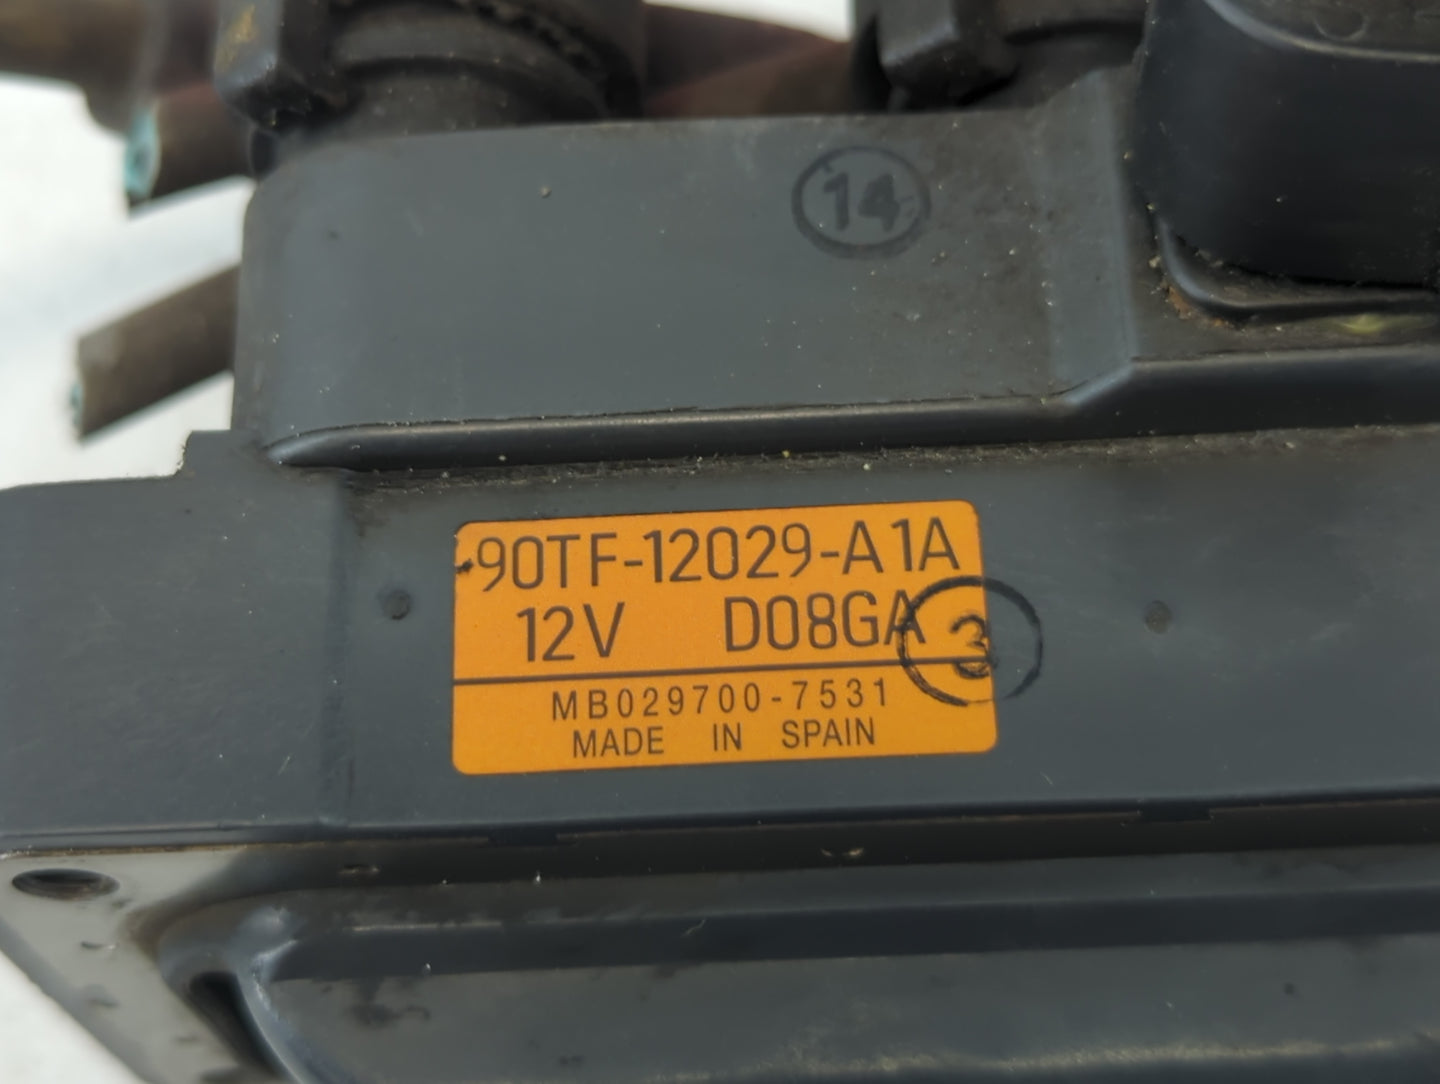 14
90TF-12029-A1A
12V D08GA
3
MB029700-7531
MADE IN SPAIN